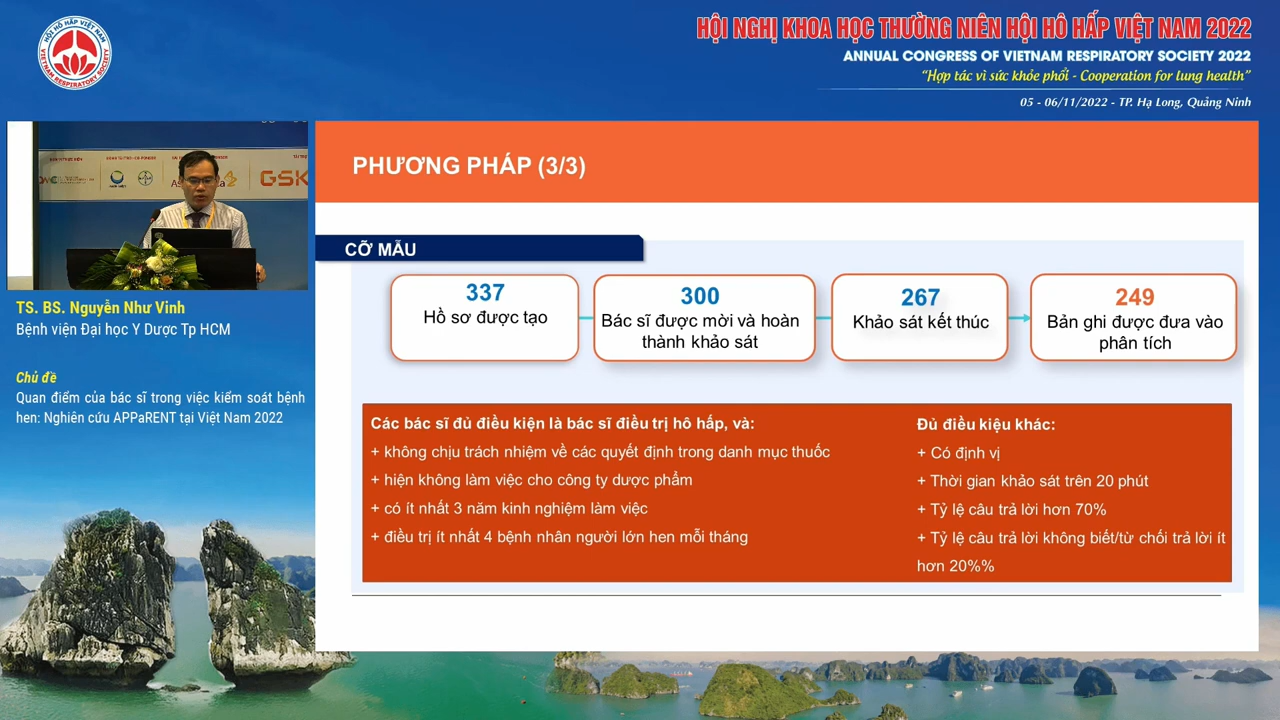 HỘI HÔ HẤP VIỆT NAM
VIETNAM RESPIRATORY SOCIETY
HỘI NGHỊ KHOA HỌC THƯỜNG NIÊN HỘI HÔ HẤP VIỆT NAM 2022
ANNUAL CONGRESS OF VIETNAM RESPIRATORY SOCIETY 2022
“Hợp tác vì sức khỏe phổi - Cooperation for lung health”
05 - 06/11/2022 - TP. Hạ Long, Quảng Ninh
GSK
TS. BS. Nguyễn Như Vinh
Bệnh viện Đại học Y Dược Tp HCM
Chủ đề
Quan điểm của bác sĩ trong việc kiểm soát bệnh
hen: Nghiên cứu APPaRENT tại Việt Nam 2022
PHƯƠNG PHÁP (3/3)
CỠ MẪU
337
Hồ sơ được tạo
300
Bác sĩ được mời và hoàn
thành khảo sát
267
Khảo sát kết thúc
249
Bản ghi được đưa vào
phân tích
Các bác sĩ đủ điều kiện là bác sĩ điều trị hô hấp, và:
+ không chịu trách nhiệm về các quyết định trong danh mục thuốc
+ hiện không làm việc cho công ty dược phẩm
+ có ít nhất 3 năm kinh nghiệm làm việc
+ điều trị ít nhất 4 bệnh nhân người lớn hen mỗi tháng
Đủ điều kiệu khác:
+ Có định vị
+ Thời gian khảo sát trên 20 phút
+ Tỷ lệ câu trả lời hơn 70%
+ Tỷ lệ câu trả lời không biết/từ chối trả lời ít
hơn 20%%